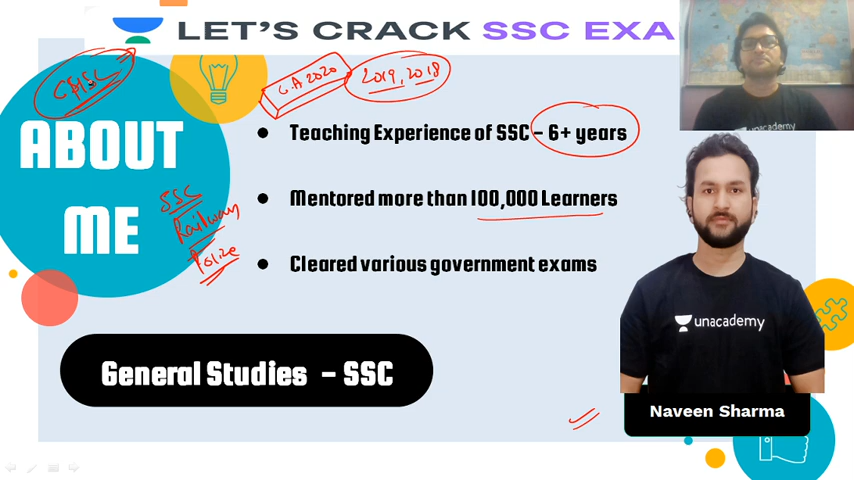 LET'S CRACK SSC EXA
G.A 2020
2019, 2018
unacademy
ABOUT
ME
Teaching Experience of SSC – 6+ years
SSC
Railway
Police
Mentored more than 100,000 Learners
Cleared various government exams
unacademy
General Studies – SSC
Naveen Sharma